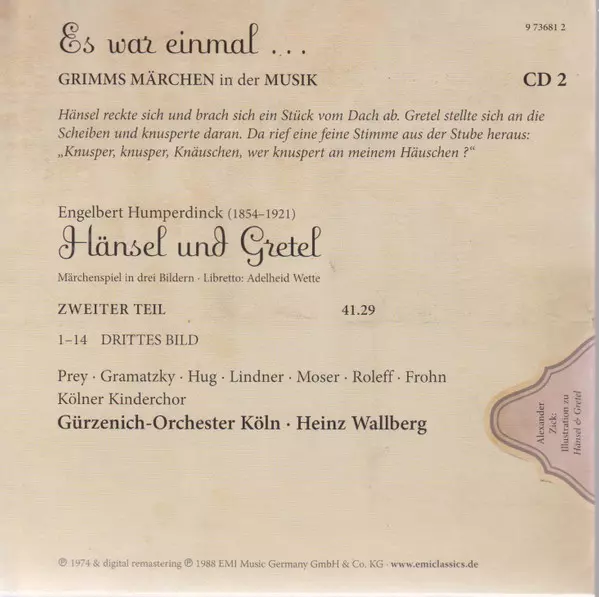 9 73681 2
Es war einmal ...
GRIMMS MÄRCHEN in der MUSIK
CD 2
Hänsel reckte sich und brach sich ein Stück vom Dach ab. Gretel stellte sich an die
Scheiben und knusperte daran. Da rief eine feine Stimme aus der Stube heraus:
„Knusper, knusper, Knäuschen, wer knuspert an meinem Häuschen ?“
Engelbert Humperdinck (1854–1921)
Hänsel und Gretel
Märchenspiel in drei Bildern · Libretto: Adelheid Wette
ZWEITER TEIL 41.29
1–14 DRITTES BILD
Prey · Gramatzky · Hug · Lindner · Moser · Roleff · Frohn
Kölner Kinderchor
Gürzenich-Orchester Köln · Heinz Wallberg
Alexander
Zick:
Illustration zu
Hänsel & Gretel
℗ 1974 & digital remastering ℗ 1988 EMI Music Germany GmbH & Co. KG · www.emiclassics.de